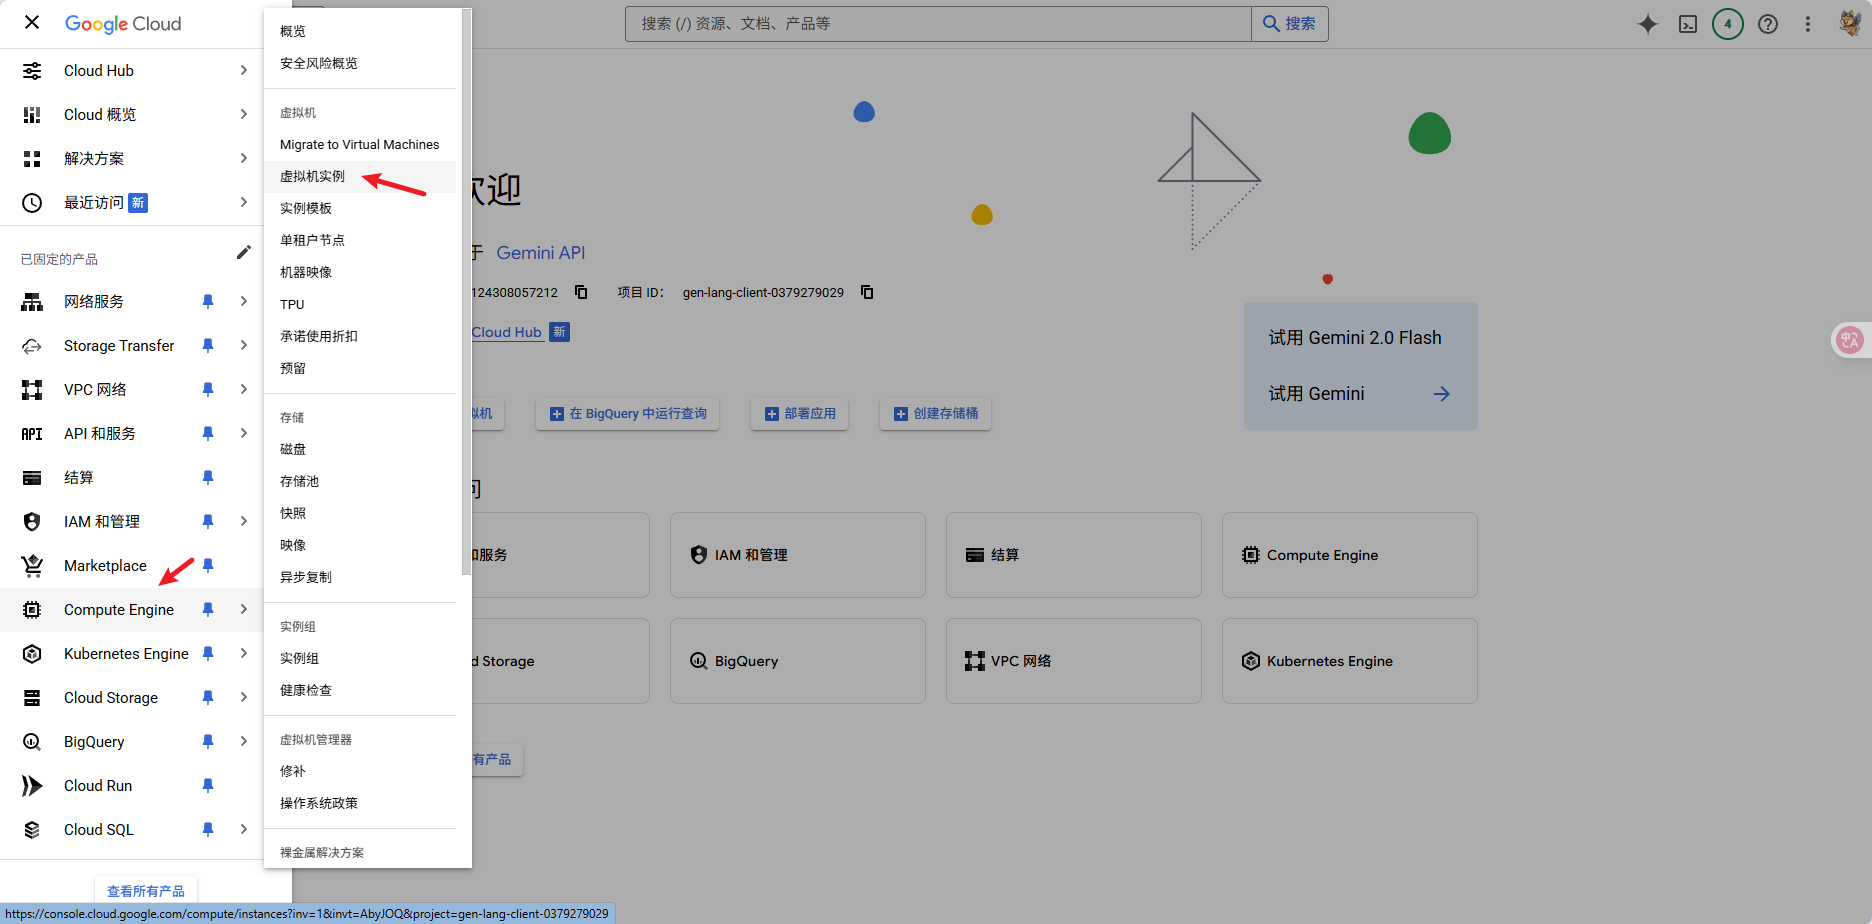 Google Cloud
搜索 (/) 资源、文档、产品等
搜索
4
Cloud Hub
Cloud 概览
解决方案
最近访问 新
已固定的产品
网络服务
Storage Transfer
VPC 网络
API 和服务
结算
IAM 和管理
Marketplace
Compute Engine
Kubernetes Engine
Cloud Storage
BigQuery
Cloud Run
Cloud SQL
查看所有产品
概览
安全风险概览
虚拟机
Migrate to Virtual Machines
虚拟机实例
实例模板
单租户节点
机器映像
TPU
承诺使用折扣
预留
存储
磁盘
存储池
快照
映像
异步复制
实例组
实例组
健康检查
虚拟机管理器
修补
操作系统政策
裸金属解决方案
欢迎
于 Gemini API
124308057212 项目 ID： gen-lang-client-0379279029
Cloud Hub 新
试用 Gemini 2.0 Flash
试用 Gemini
拟机
在 BigQuery 中运行查询
部署应用
创建存储桶
问
和服务
IAM 和管理
结算
Compute Engine
d Storage
BigQuery
VPC 网络
Kubernetes Engine
有产品
https://console.cloud.google.com/compute/instances?inv=1&invt=AbyJOQ&project=gen-lang-client-0379279029